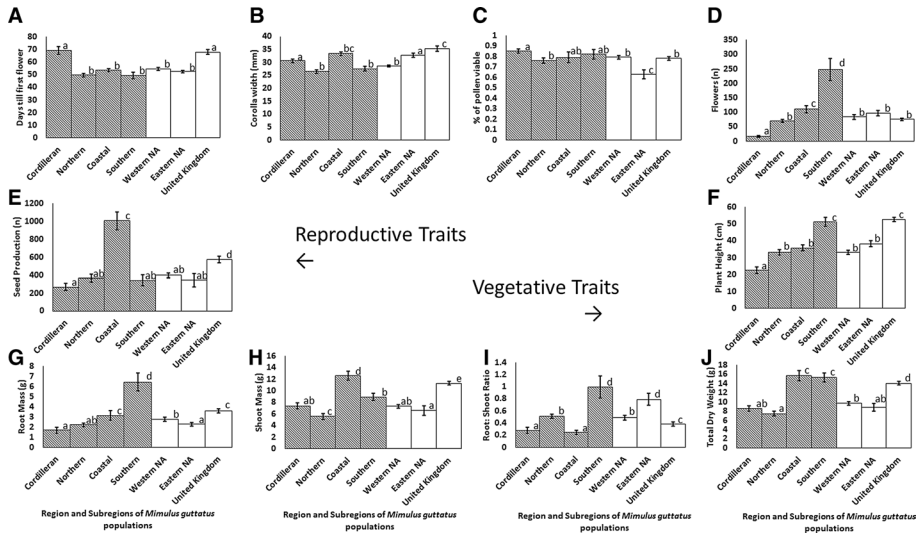 A
Days till first flower
80
70
60
50
40
30
20
10
0
a
b
b
b
b
b
a
Cordilleran
Northern
Coastal
Southern
Western NA
Eastern NA
United Kingdom
B
Corolla width (mm)
40
35
30
25
20
15
10
5
0
a
b
bc
b
b
a
c
Cordilleran
Northern
Coastal
Southern
Western NA
Eastern NA
United Kingdom
C
% of pollen viable
1
0.9
0.8
0.7
0.6
0.5
0.4
0.3
0.2
0.1
0
a
b
ab
ab
b
c
b
Cordilleran
Northern
Coastal
Southern
Western NA
Eastern NA
United Kingdom
D
Flowers (n)
350
300
250
200
150
100
50
0
a
b
c
d
b
b
b
Cordilleran
Northern
Coastal
Southern
Western NA
Eastern NA
United Kingdom
E
Seed Production (n)
1200
1000
800
600
400
200
0
a
ab
c
ab
ab
ab
d
Cordilleran
Northern
Coastal
Southern
Western NA
Eastern NA
United Kingdom
Reproductive Traits
←
Vegetative Traits
→
F
Plant Height (cm)
60
50
40
30
20
10
0
a
b
b
c
b
b
c
Cordilleran
Northern
Coastal
Southern
Western NA
Eastern NA
United Kingdom
G
Root Mass (g)
8
7
6
5
4
3
2
1
0
a
ab
c
d
b
a
c
Cordilleran
Northern
Coastal
Southern
Western NA
Eastern NA
United Kingdom
Region and Subregions of Mimulus guttatus
populations
H
Shoot Mass (g)
16
14
12
10
8
6
4
2
0
ab
c
d
b
ab
a
e
Cordilleran
Northern
Coastal
Southern
Western NA
Eastern NA
United Kingdom
Region and Subregions of Mimulus guttatus
populations
I
Root: Shoot Ratio
1.4
1.2
1
0.8
0.6
0.4
0.2
0
a
b
a
d
b
d
c
Cordilleran
Northern
Coastal
Southern
Western NA
Eastern NA
United Kingdom
Region and Subregions of Mimulus guttatus
populations
J
Total Dry Weight (g)
18
16
14
12
10
8
6
4
2
0
ab
a
c
c
b
ab
d
Cordilleran
Northern
Coastal
Southern
Western NA
Eastern NA
United Kingdom
Region and Subregions of Mimulus guttatus
populations